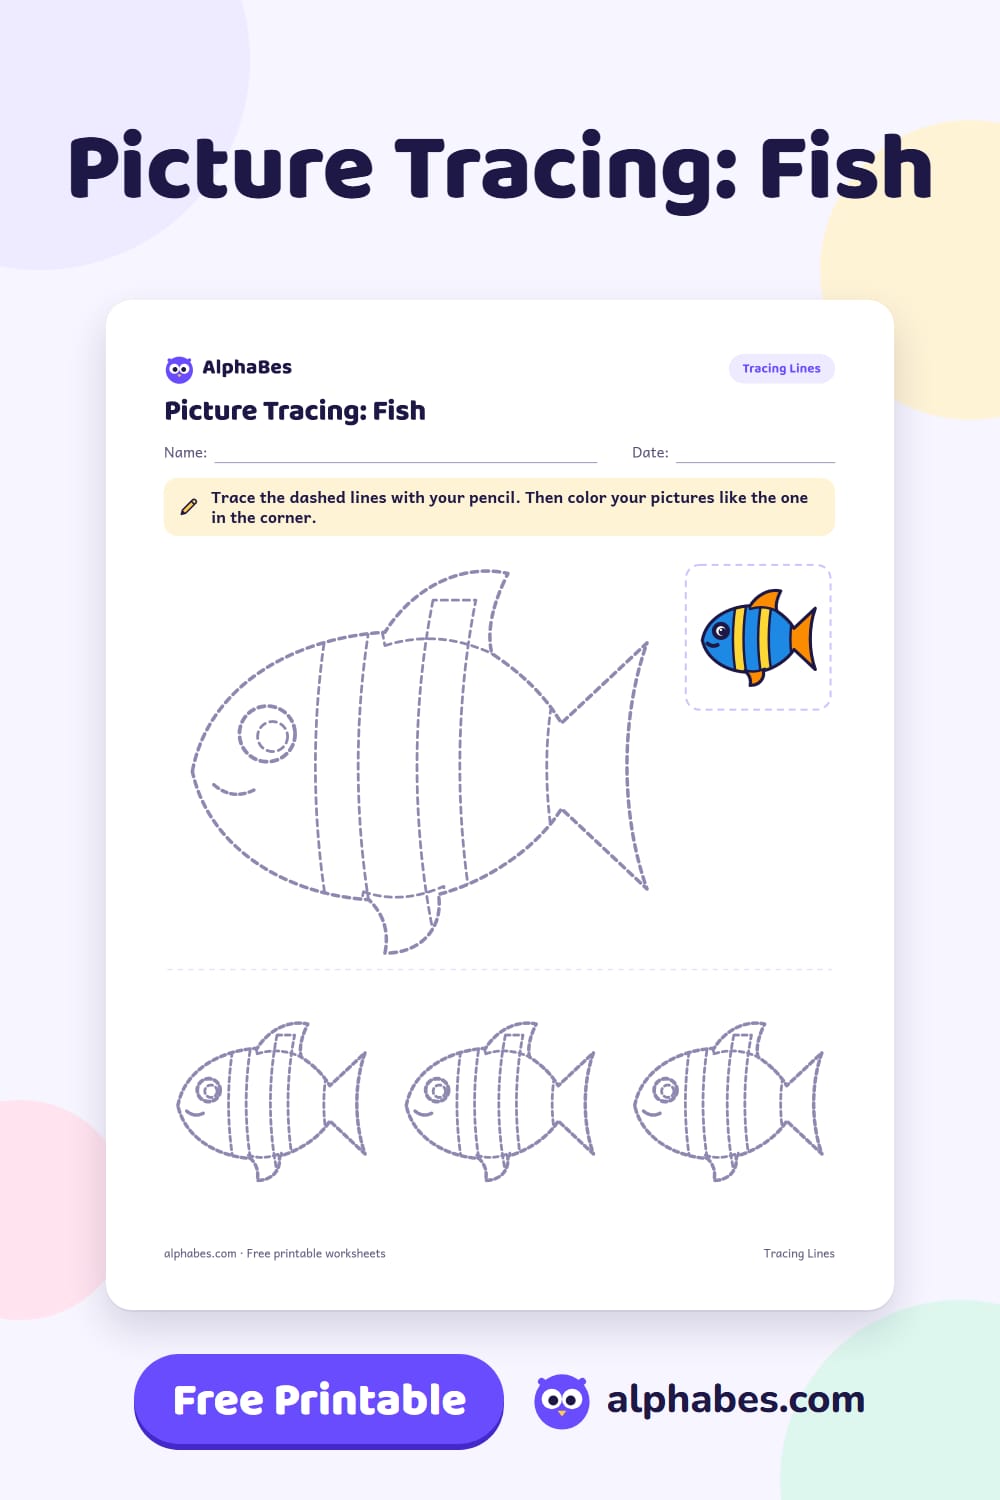 Picture Tracing: Fish
AlphaBes
Tracing Lines
Picture Tracing: Fish
Name:
Date:
Trace the dashed lines with your pencil. Then color your pictures like the one
in the corner.
alphabes.com · Free printable worksheets
Tracing Lines
Free Printable
alphabes.com